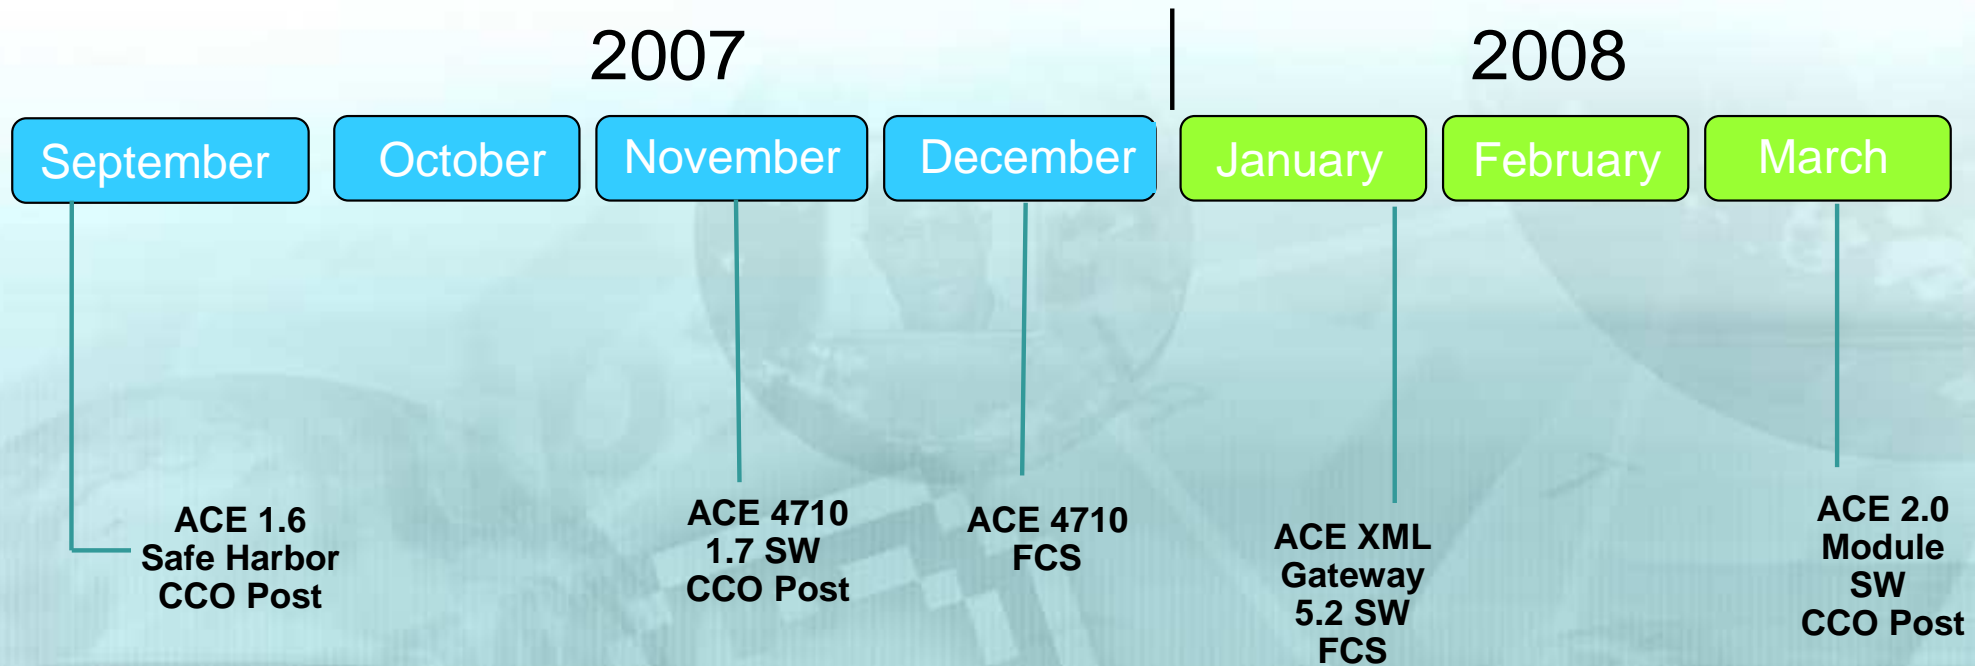 2007
2008
September
October
November
December
January
February
March
ACE 1.6
Safe Harbor
CCO Post
ACE 4710
1.7 SW
CCO Post
ACE 4710
FCS
ACE XML
Gateway
5.2 SW
FCS
ACE 2.0
Module
SW
CCO Post